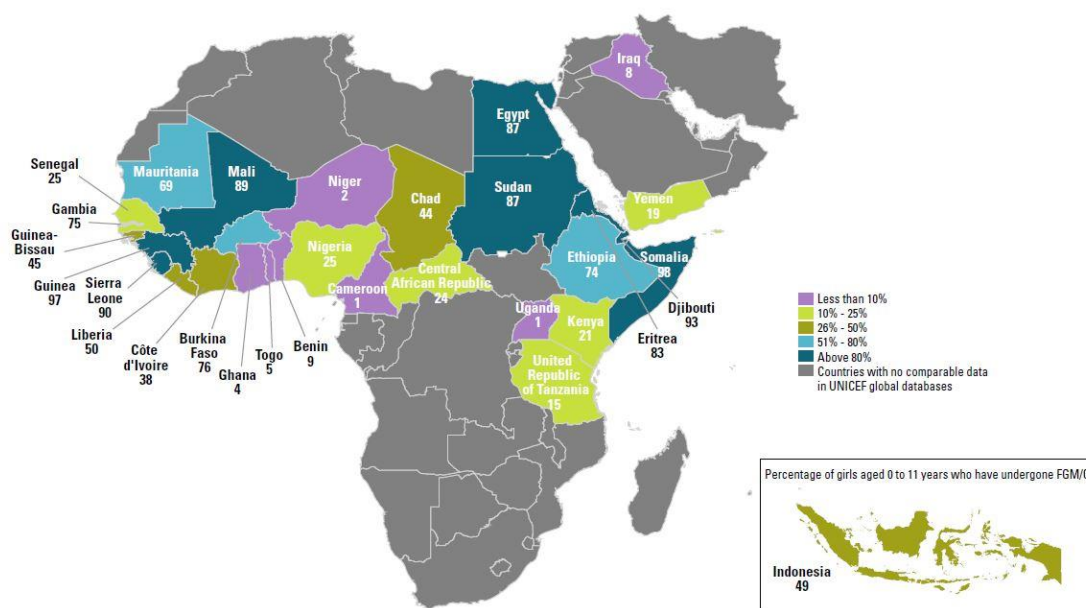 Iraq
8
Egypt
87
Senegal
25
Mauritania
69
Mali
89
Niger
2
Chad
44
Sudan
87
Yemen
19
Gambia
75
Guinea-
Bissau
45
Nigeria
25
Ethiopia
74
Somalia
98
Guinea
97
Sierra
Leone
90
Central
African Republic
24
Cameroon
1
Djibouti
93
Liberia
50
Côte
d'Ivoire
38
Burkina
Faso
76
Ghana
4
Togo
5
Benin
9
Uganda
1
Kenya
21
Eritrea
83
United
Republic
of Tanzania
15
Less than 10%
10% - 25%
26% - 50%
51% - 80%
Above 80%
Countries with no comparable data
in UNICEF global databases
Percentage of girls aged 0 to 11 years who have undergone FGM/C
Indonesia
49